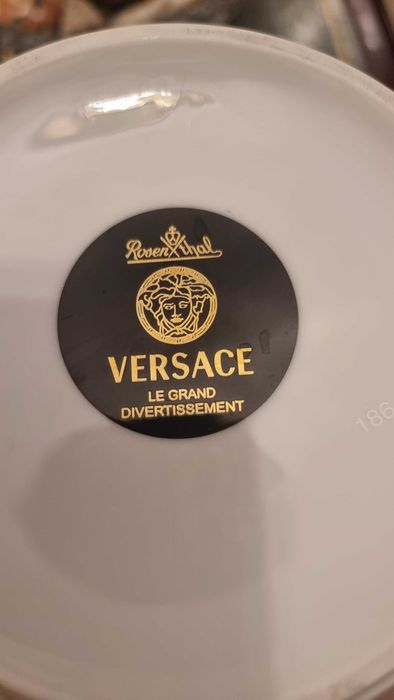 Rosenthal
VERSACE
LE GRAND
DIVERTISSEMENT
186